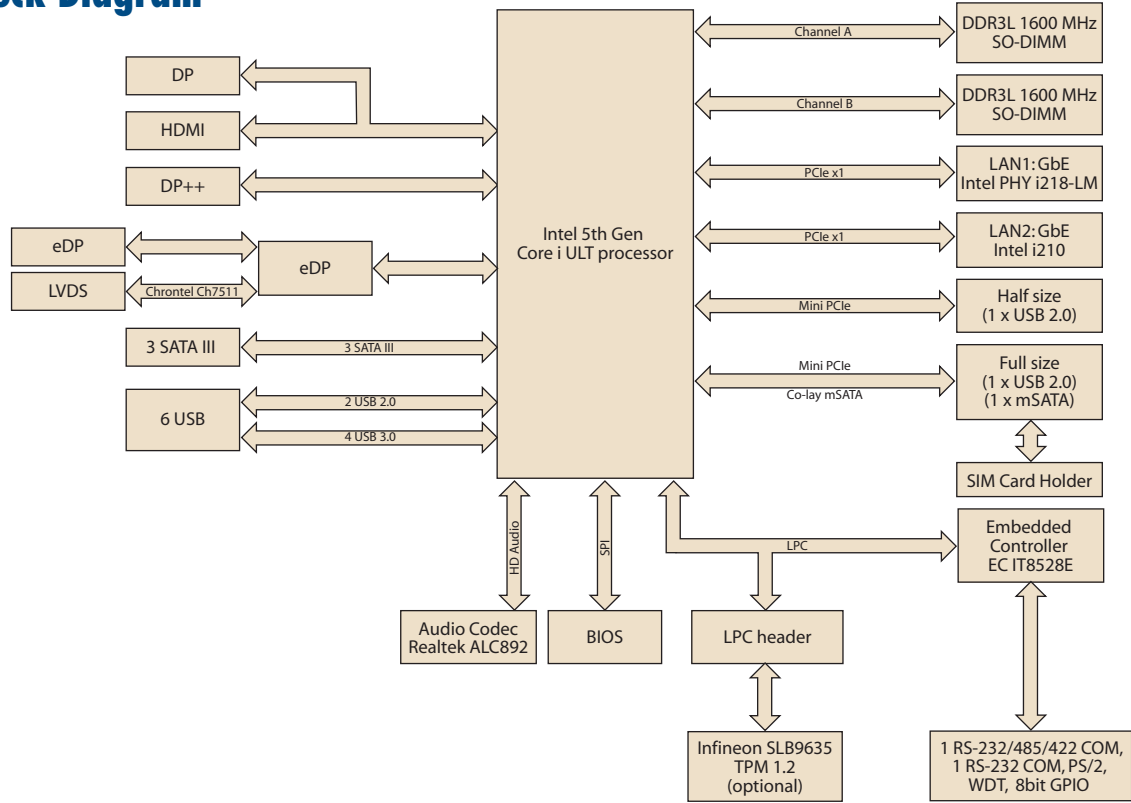 Diagram
DP
HDMI
DP++
eDP
LVDS
Chrontel Ch7511
eDP
3 SATA III
3 SATA III
6 USB
2 USB 2.0
4 USB 3.0
Intel 5th Gen
Core i ULT processor
Channel A
DDR3L 1600 MHz
SO-DIMM
Channel B
DDR3L 1600 MHz
SO-DIMM
PCIe x1
LAN1: GbE
Intel PHY i218-LM
PCIe x1
LAN2: GbE
Intel i210
Mini PCIe
Half size
(1 x USB 2.0)
Mini PCIe
Co-lay mSATA
Full size
(1 x USB 2.0)
(1 x mSATA)
SIM Card Holder
HD Audio
SPI
LPC
Embedded
Controller
EC IT8528E
Audio Codec
Realtek ALC892
BIOS
LPC header
Infineon SLB9635
TPM 1.2
(optional)
1 RS-232/485/422 COM,
1 RS-232 COM, PS/2,
WDT, 8bit GPIO